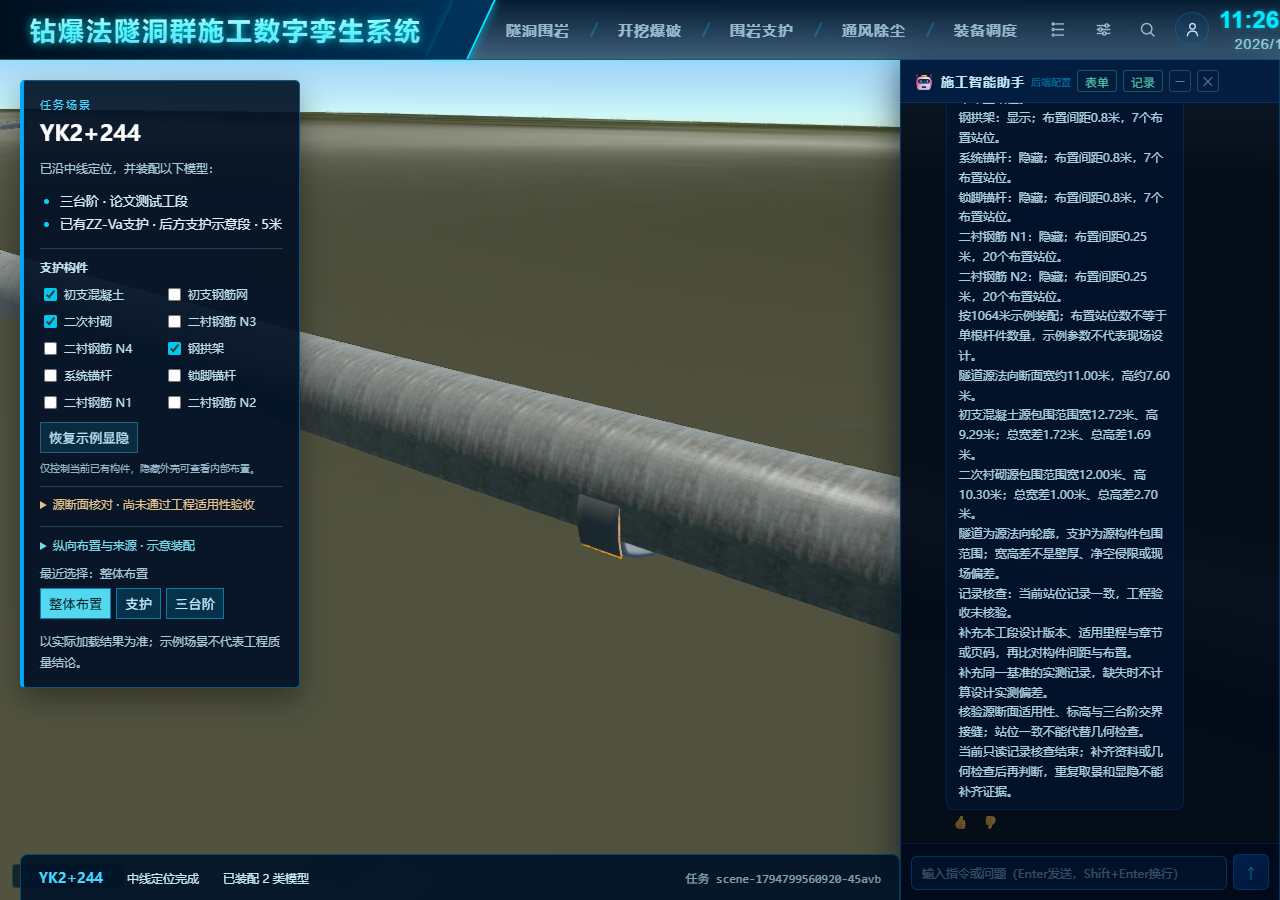 钻爆法隧洞群施工数字孪生系统
隧洞围岩 / 开挖爆破 / 围岩支护 / 通风除尘 / 装备调度
11:26
2026/1
任务场景
YK2+244
已沿中线定位，并装配以下模型：
三台阶 · 论文测试工段
已有ZZ-Va支护 · 后方支护示意段 · 5米
支护构件
初支混凝土 初支钢筋网
二次衬砌 二衬钢筋 N3
二衬钢筋 N4 钢拱架
系统锚杆 锁脚锚杆
二衬钢筋 N1 二衬钢筋 N2
恢复示例显隐
仅控制当前已有构件，隐藏外壳可查看内部布置。
源断面核对 · 尚未通过工程适用性验收
纵向布置与来源 · 示意装配
最近选择：整体布置
整体布置 支护 三台阶
以实际加载结果为准；示例场景不代表工程质
量结论。
YK2+244 中线定位完成 已装配 2 类模型
任务 scene-1794799560920-45avb
施工智能助手 后端配置 表单 记录
钢拱架：显示；布置间距0.8米，7个布
置站位。
系统锚杆：隐藏；布置间距0.8米，7个
布置站位。
锁脚锚杆：隐藏；布置间距0.8米，7个
布置站位。
二衬钢筋 N1：隐藏；布置间距0.25
米，20个布置站位。
二衬钢筋 N2：隐藏；布置间距0.25
米，20个布置站位。
按1064米示例装配；布置站位数不等于
单根杆件数量，示例参数不代表现场设
计。
隧道源法向断面宽约11.00米，高约7.60
米。
初支混凝土源包围范围宽12.72米、高
9.29米；总宽差1.72米、总高差1.69
米。
二次衬砌源包围范围宽12.00米、高
10.30米；总宽差1.00米、总高差2.70
米。
隧道为源法向轮廓，支护为源构件包围
范围；宽高差不是壁厚、净空侵限或现
场偏差。
记录核查：当前站位记录一致，工程验
收未核验。
补充本工段设计版本、适用里程与章节
或页码，再比对构件间距与布置。
补充同一基准的实测记录，缺失时不计
算设计实测偏差。
核验源断面适用性、标高与三台阶交界
接缝；站位一致不能代替几何检查。
当前只读记录核查结束；补齐资料或几
何检查后再判断，重复取景和显隐不能
补齐证据。
输入指令或问题（Enter发送，Shift+Enter换行）